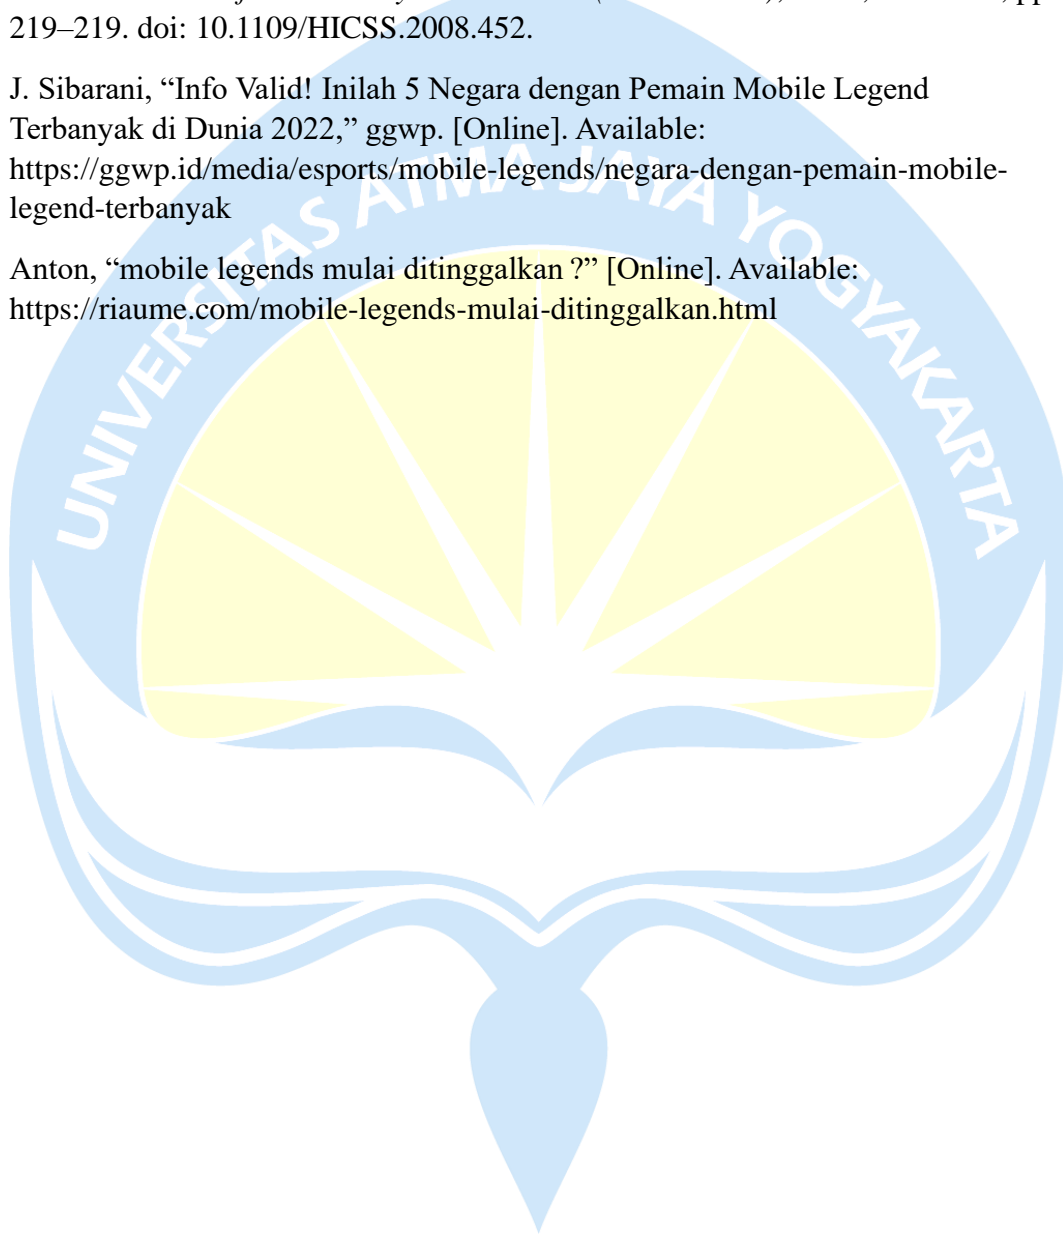 219–219. doi: 10.1109/HICSS.2008.452.
J. Sibarani, “Info Valid! Inilah 5 Negara dengan Pemain Mobile Legend
Terbanyak di Dunia 2022,” ggwp. [Online]. Available:
https://ggwp.id/media/esports/mobile-legends/negara-dengan-pemain-mobile-
legend-terbanyak
Anton, “mobile legends mulai ditinggalkan ?” [Online]. Available:
https://riaume.com/mobile-legends-mulai-ditinggalkan.html
UNIVERSITAS ATMA JAYA YOGYAKARTA